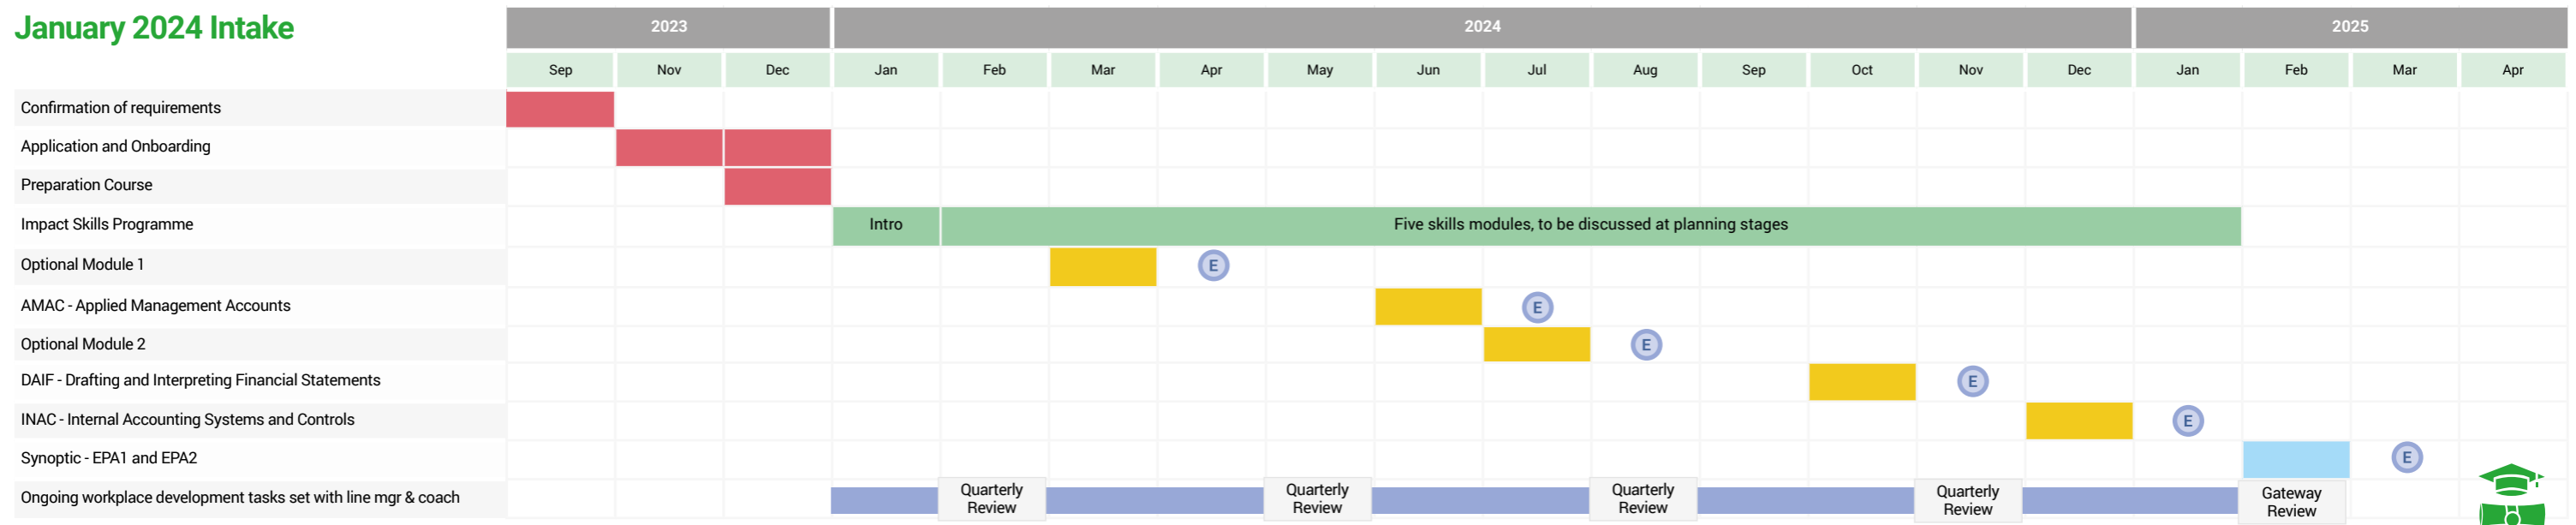 January 2024 Intake
2023 2024 2025
Sep Nov Dec Jan Feb Mar Apr May Jun Jul Aug Sep Oct Nov Dec Jan Feb Mar Apr
Confirmation of requirements
Application and Onboarding
Preparation Course
Impact Skills Programme Intro Five skills modules, to be discussed at planning stages
Optional Module 1 E
AMAC - Applied Management Accounts E
Optional Module 2 E
DAIF - Drafting and Interpreting Financial Statements E
INAC - Internal Accounting Systems and Controls E
Synoptic - EPA1 and EPA2 E
Ongoing workplace development tasks set with line mgr & coach
Quarterly
Review
Quarterly
Review
Quarterly
Review
Quarterly
Review
Gateway
Review